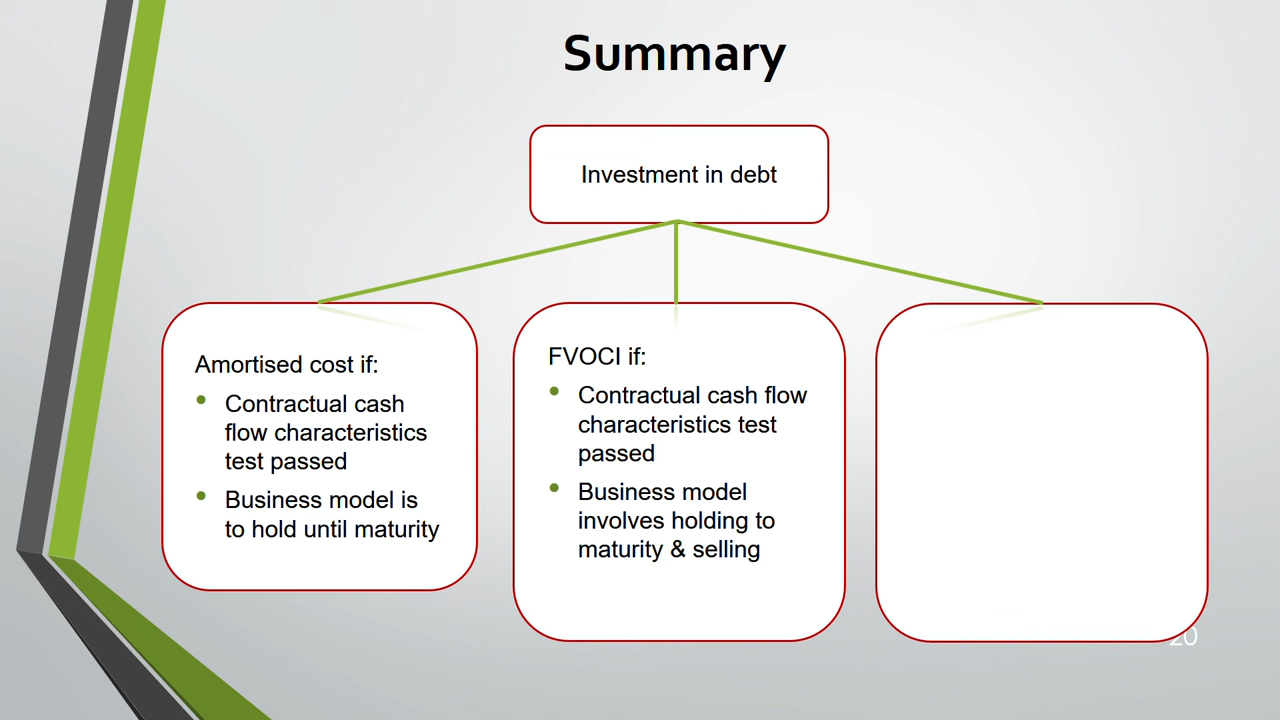 Summary
Investment in debt
Amortised cost if:
• Contractual cash
flow characteristics
test passed
• Business model is
to hold until maturity
FVOCI if:
• Contractual cash flow
characteristics test
passed
• Business model
involves holding to
maturity & selling
20